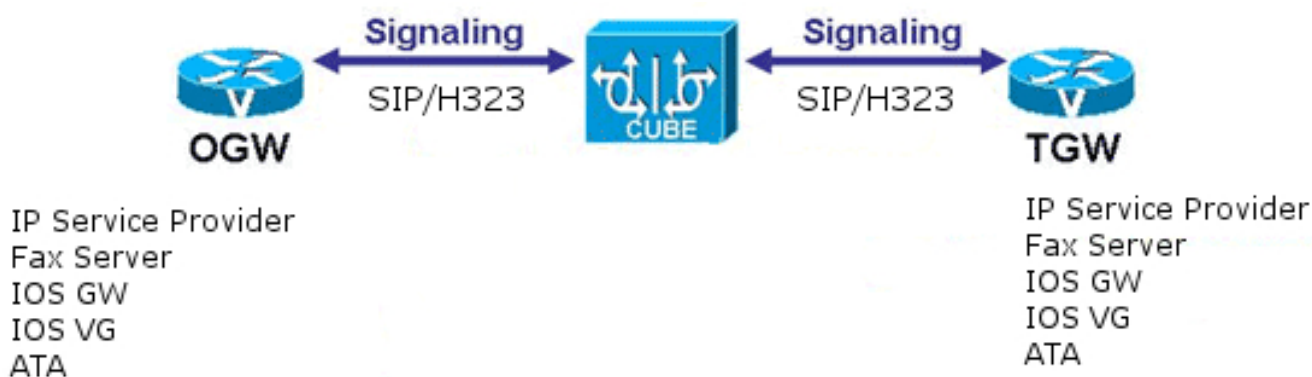 Signaling
Signaling
SIP/H323
SIP/H323
V
CUBE
V
OGW
TGW
IP Service Provider
Fax Server
IOS GW
IOS VG
ATA
IP Service Provider
Fax Server
IOS GW
IOS VG
ATA